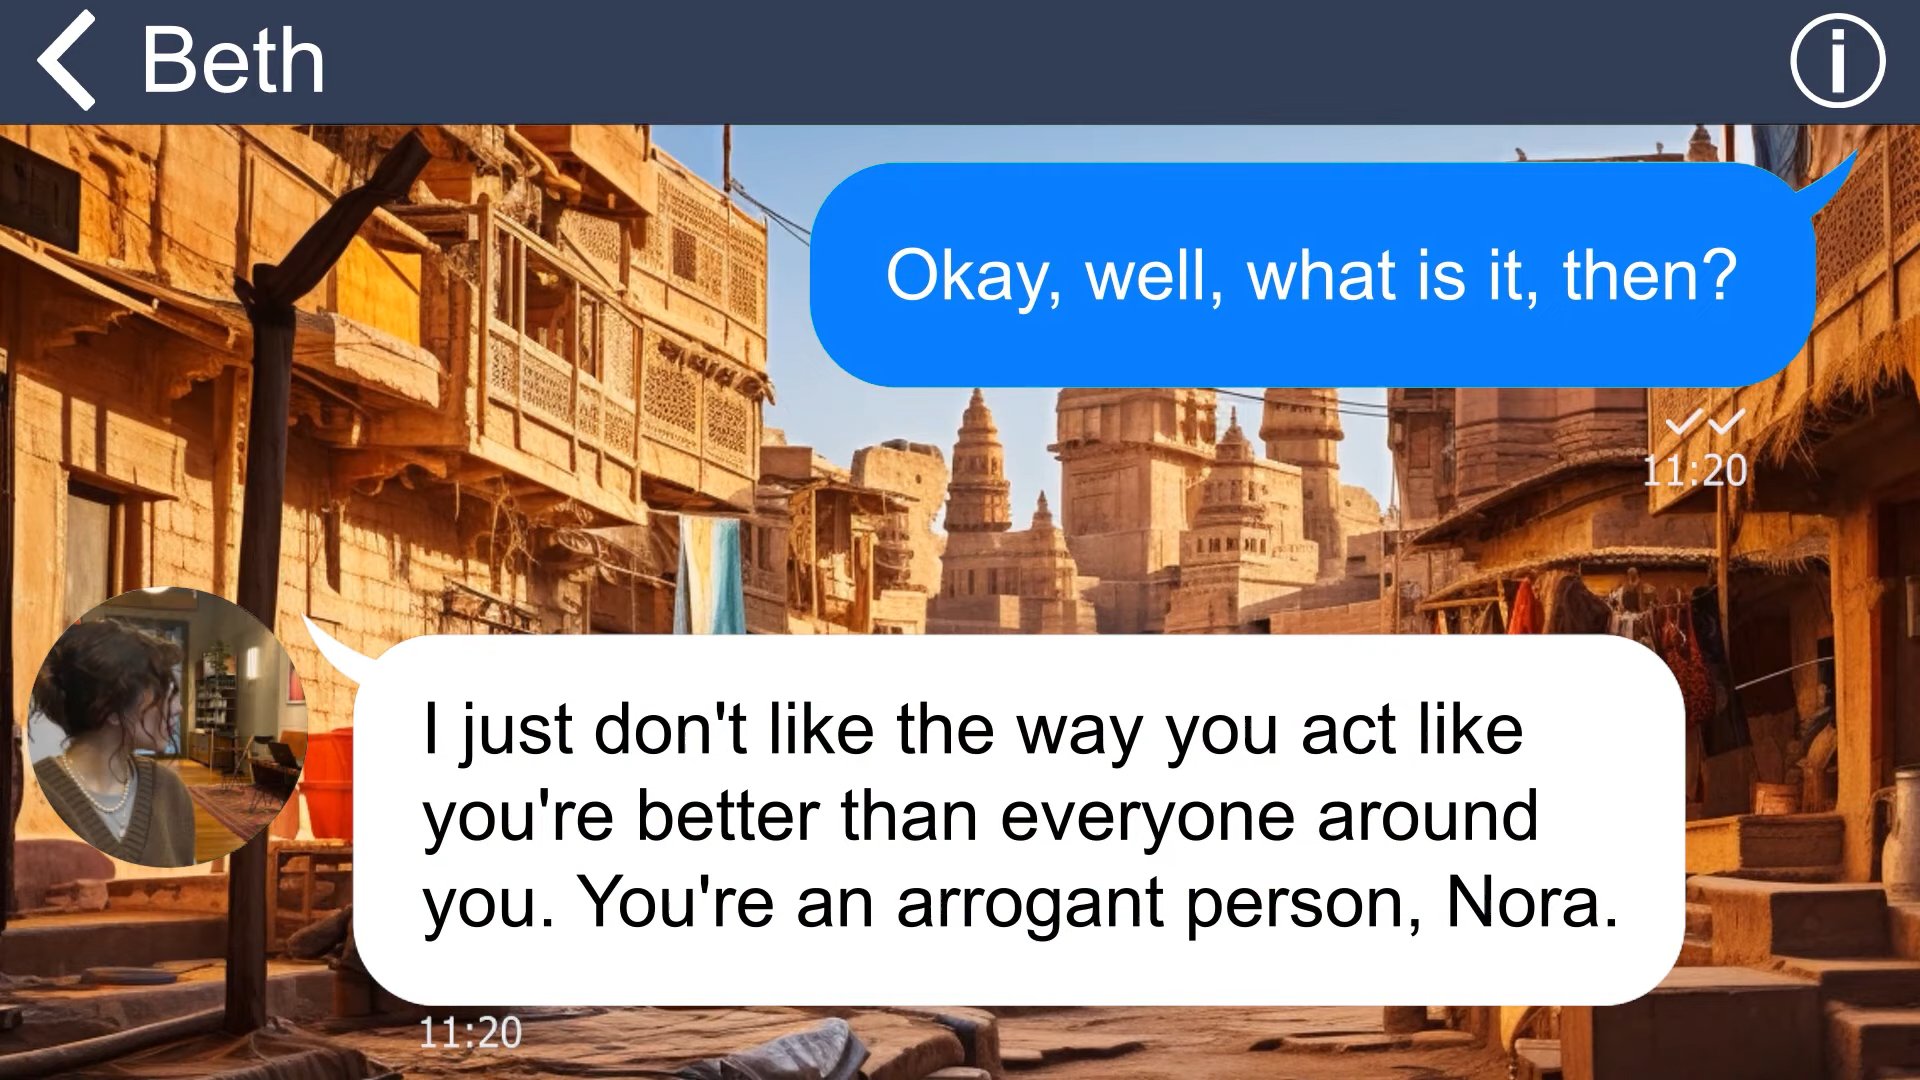 Beth
Okay, well, what is it, then?
11:20
I just don't like the way you act like
you're better than everyone around
you. You're an arrogant person, Nora.
11:20